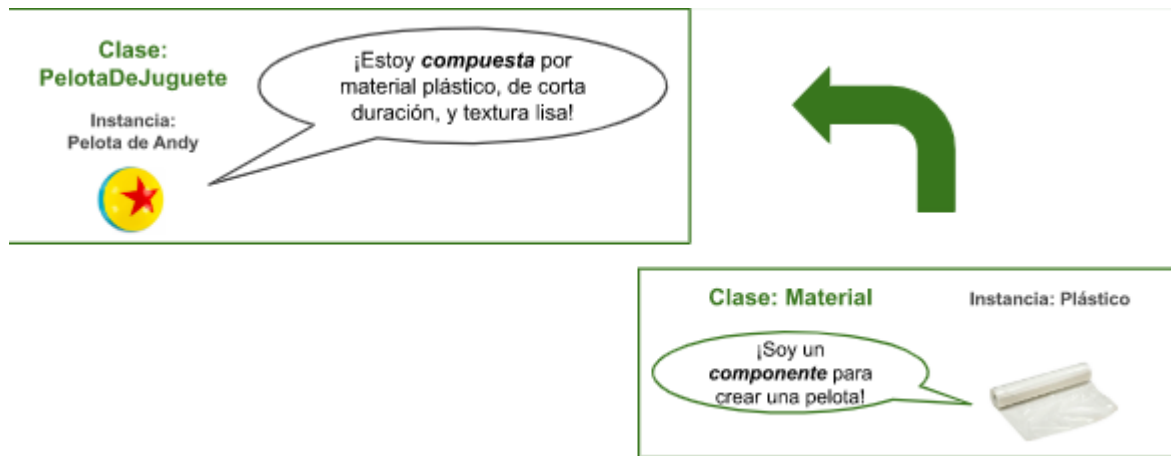 Clase:
PelotaDeJuguete
Instancia:
Pelota de Andy
¡Estoy compuesta por
material plástico, de corta
duración, y textura lisa!
Clase: Material
Instancia: Plástico
¡Soy un
componente para
crear una pelota!